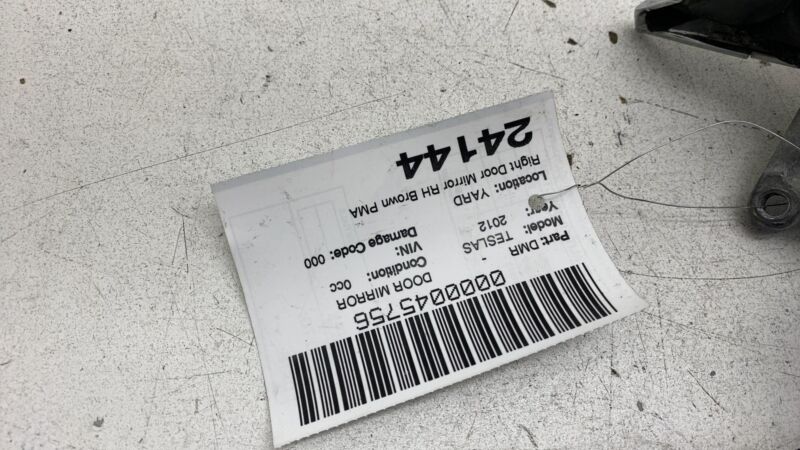 0000045756
Part: DMR DOOR MIRROR
Model: TESLAS - Condition: 0cc
Year: 2012 VIN:
Location: YARD Damage Code: 000
Right Door Mirror RH Brown PMA
24144